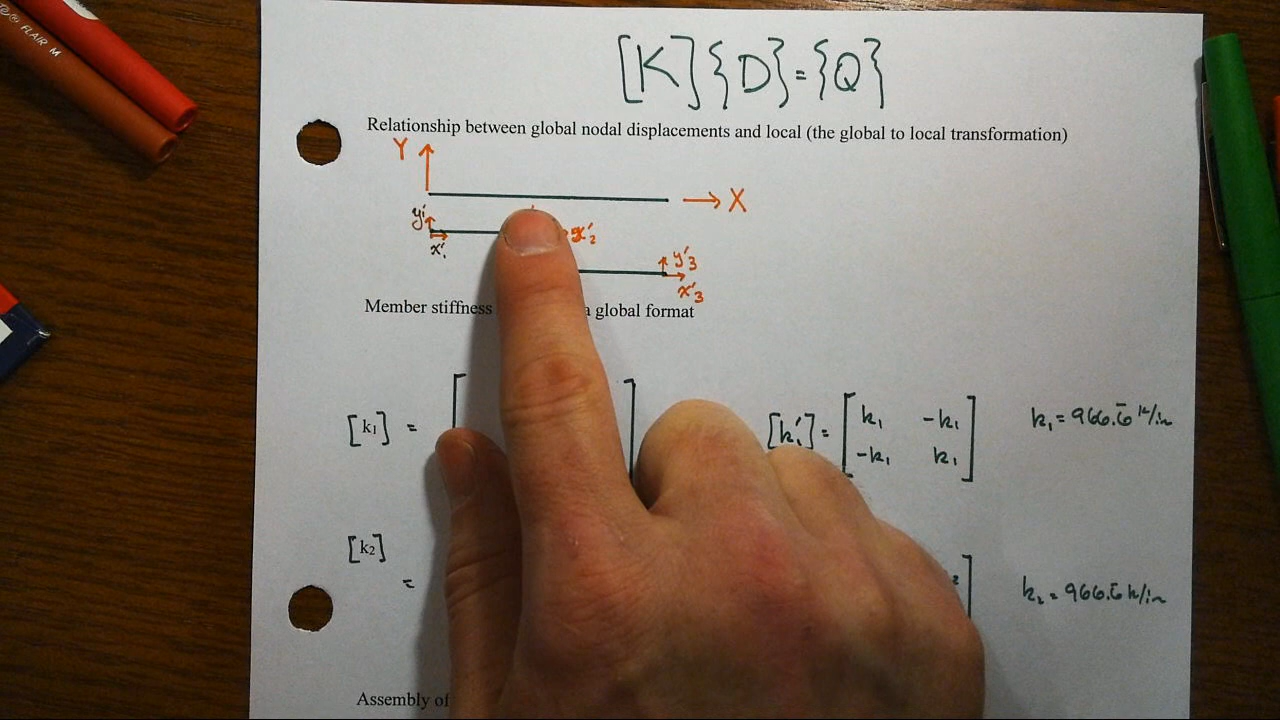 FLAIR M
[K]{D}={Q}
Relationship between global nodal displacements and local (the global to local transformation)
Y
X
y'₁
x'₁
x'₂
y'₃
x'₃
Member stiffness a global format
[k₁] =
[k'₁] = [k₁ -k₁
-k₁ k₁]
k₁ = 966.6̅ k/in
[k₂]
=
k₂ = 966.6̅ k/in
Assembly of